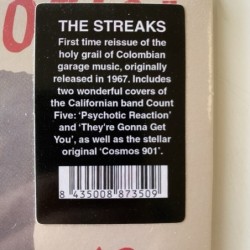 THE STREAKS
First time reissue of the
holy grail of Colombian
garage music, originally
released in 1967. Includes
two wonderful covers of
the Californian band Count
Five: ‘Psychotic Reaction’
and ‘They’re Gonna Get
You’, as well as the stellar
original ‘Cosmos 901’.
8 435008 873509